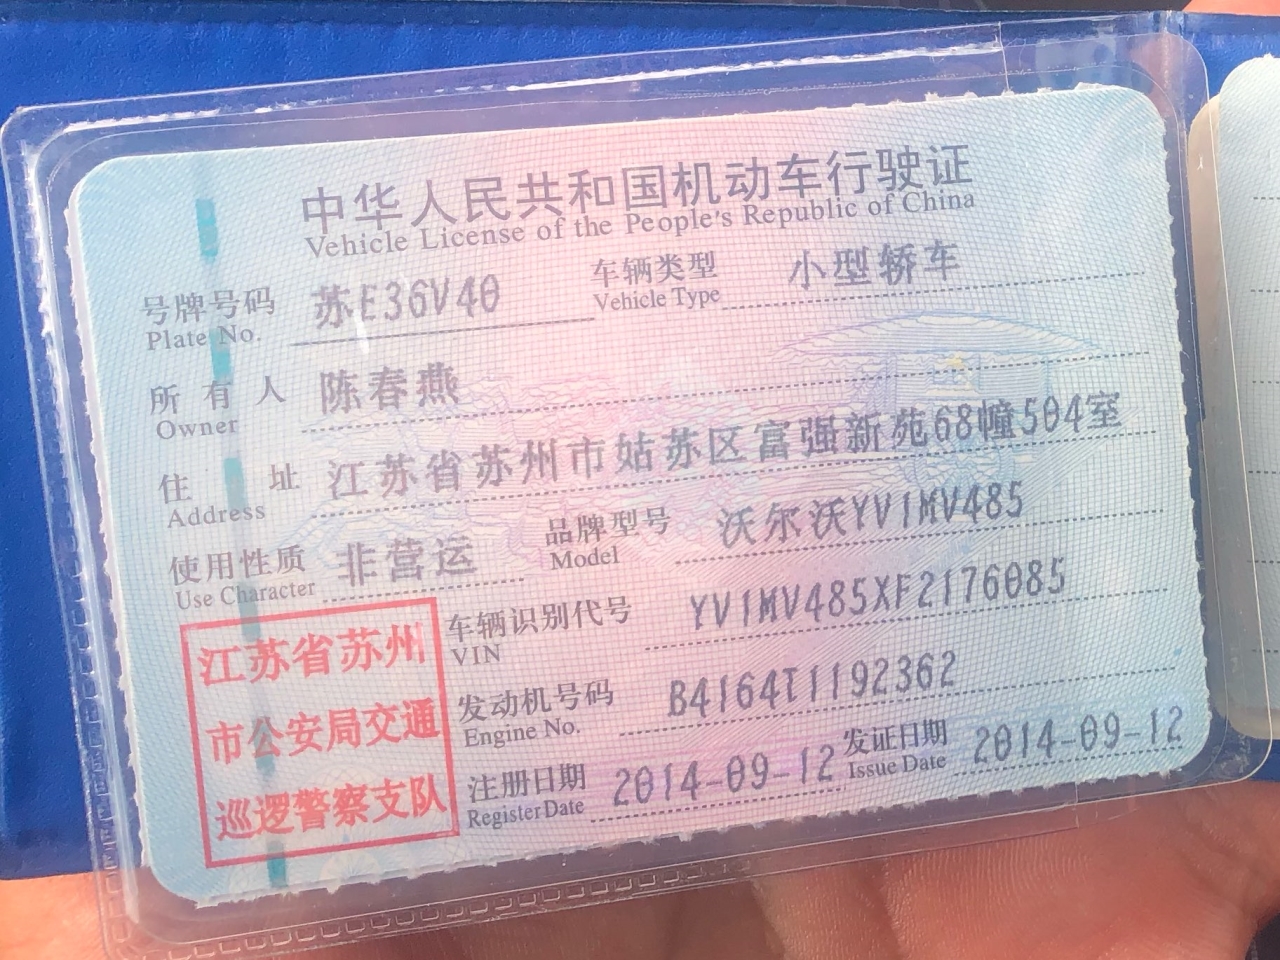 中华人民共和国机动车行驶证
Vehicle License of the People's Republic of China
号牌号码 苏E36V40 车辆类型 小型轿车
Plate No. Vehicle Type
所有人 陈春燕
Owner
住址 江苏省苏州市姑苏区富强新苑68幢504室
Address
使用性质 非营运 品牌型号 沃尔沃YV1MV485
Use Character Model
车辆识别代号 YV1MV485XF2176085
VIN
发动机号码 B4164T1192362
Engine No.
注册日期 2014-09-12 发证日期 2014-09-12
Register Date Issue Date
江苏省苏州
市公安局交通
巡逻警察支队